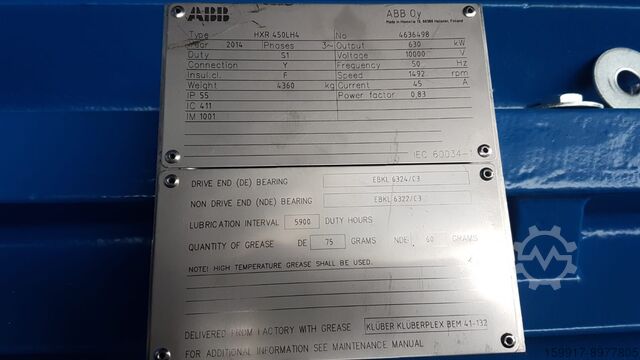 ABB
ABB Oy
Made in Helsinki
Helsinki, Finland
Type HXR 450LH4 No 4636498
Year 2014 Phases 3~ Output 630 kW
Duty S1 Voltage 10000 V
Connection Y Frequency 50 Hz
Insul.cl. F Speed 1492 rpm
Weight 4360 kg Current 45 A
IP 55 Power factor 0,83
IC 411
IM 1001
IEC 60034-1
DRIVE END (DE) BEARING EBKL 6324/C3
NON DRIVE END (NDE) BEARING EBKL 6322/C3
LUBRICATION INTERVAL 5900 DUTY HOURS
QUANTITY OF GREASE DE 75 GRAMS NDE 60 GRAMS
NOTE! HIGH TEMPERATURE GREASE SHALL BE USED.
DELIVERED FROM FACTORY WITH GREASE KLÜBER KLÜBERPLEX BEM 41-132
FOR ADDITIONAL INFORMATION SEE MAINTENANCE MANUAL